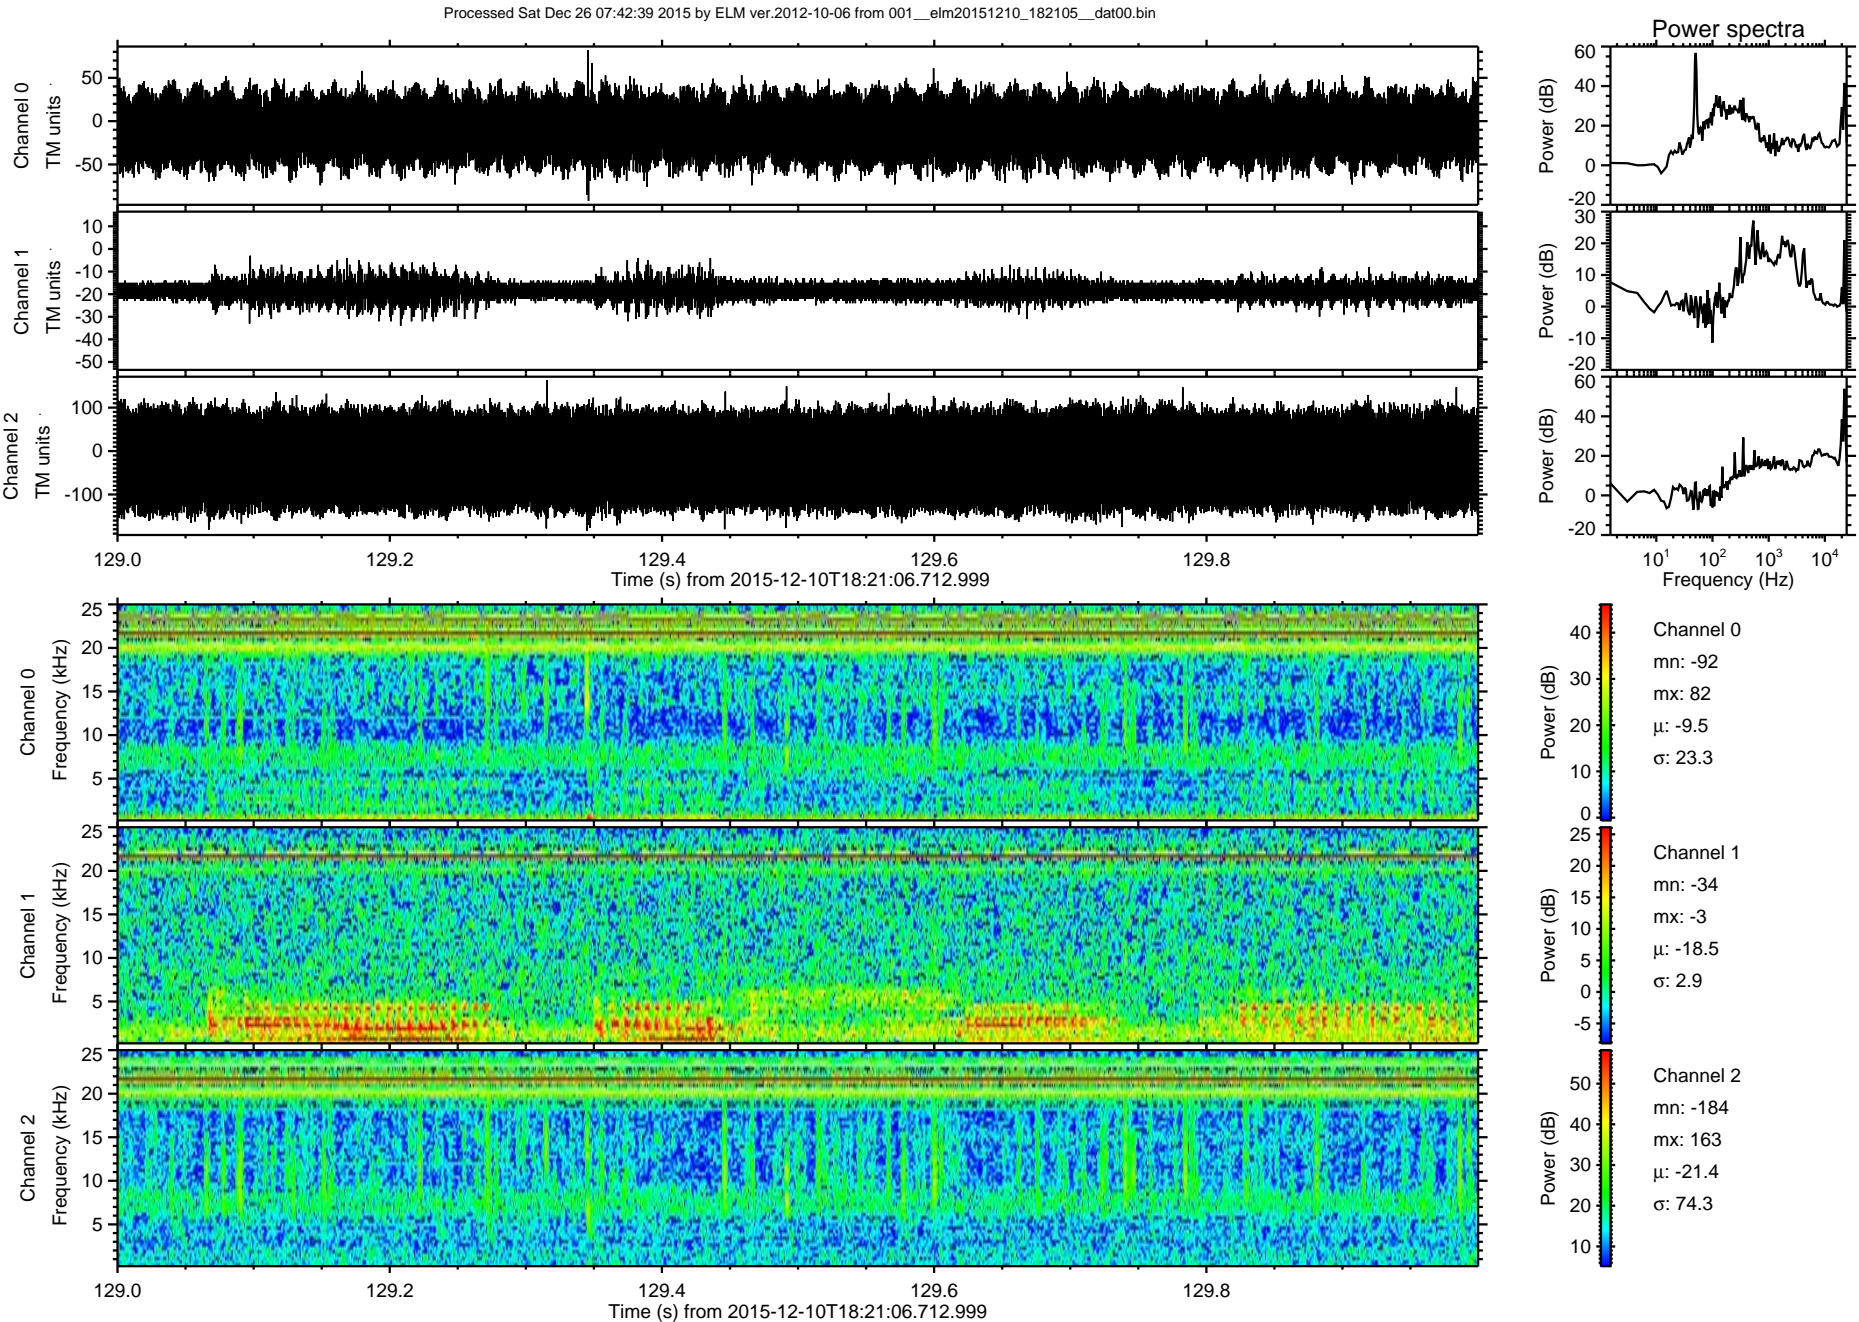 Processed Sat Dec 26 07:42:39 2015 by ELM ver.2012-10-06 from 001__elm20151210_182105__dat00.bin
Power spectra
Channel 0
TM units
50
0
-50
Power (dB)
60
40
20
0
-20
Channel 1
TM units
10
0
-10
-20
-30
-40
-50
Power (dB)
30
20
10
0
-10
-20
Channel 2
TM units
100
0
-100
Power (dB)
60
40
20
0
-20
129.0 129.2 129.4 129.6 129.8
Time (s) from 2015-12-10T18:21:06.712.999
10^1 10^2 10^3 10^4
Frequency (Hz)
Channel 0
Frequency (kHz)
25
20
15
10
5
Power (dB)
40
30
20
10
0
Channel 0
mn: -92
mx: 82
µ: -9.5
σ: 23.3
Channel 1
Frequency (kHz)
25
20
15
10
5
Power (dB)
25
20
15
10
5
0
-5
Channel 1
mn: -34
mx: -3
µ: -18.5
σ: 2.9
Channel 2
Frequency (kHz)
25
20
15
10
5
Power (dB)
50
40
30
20
10
Channel 2
mn: -184
mx: 163
µ: -21.4
σ: 74.3
129.0 129.2 129.4 129.6 129.8
Time (s) from 2015-12-10T18:21:06.712.999